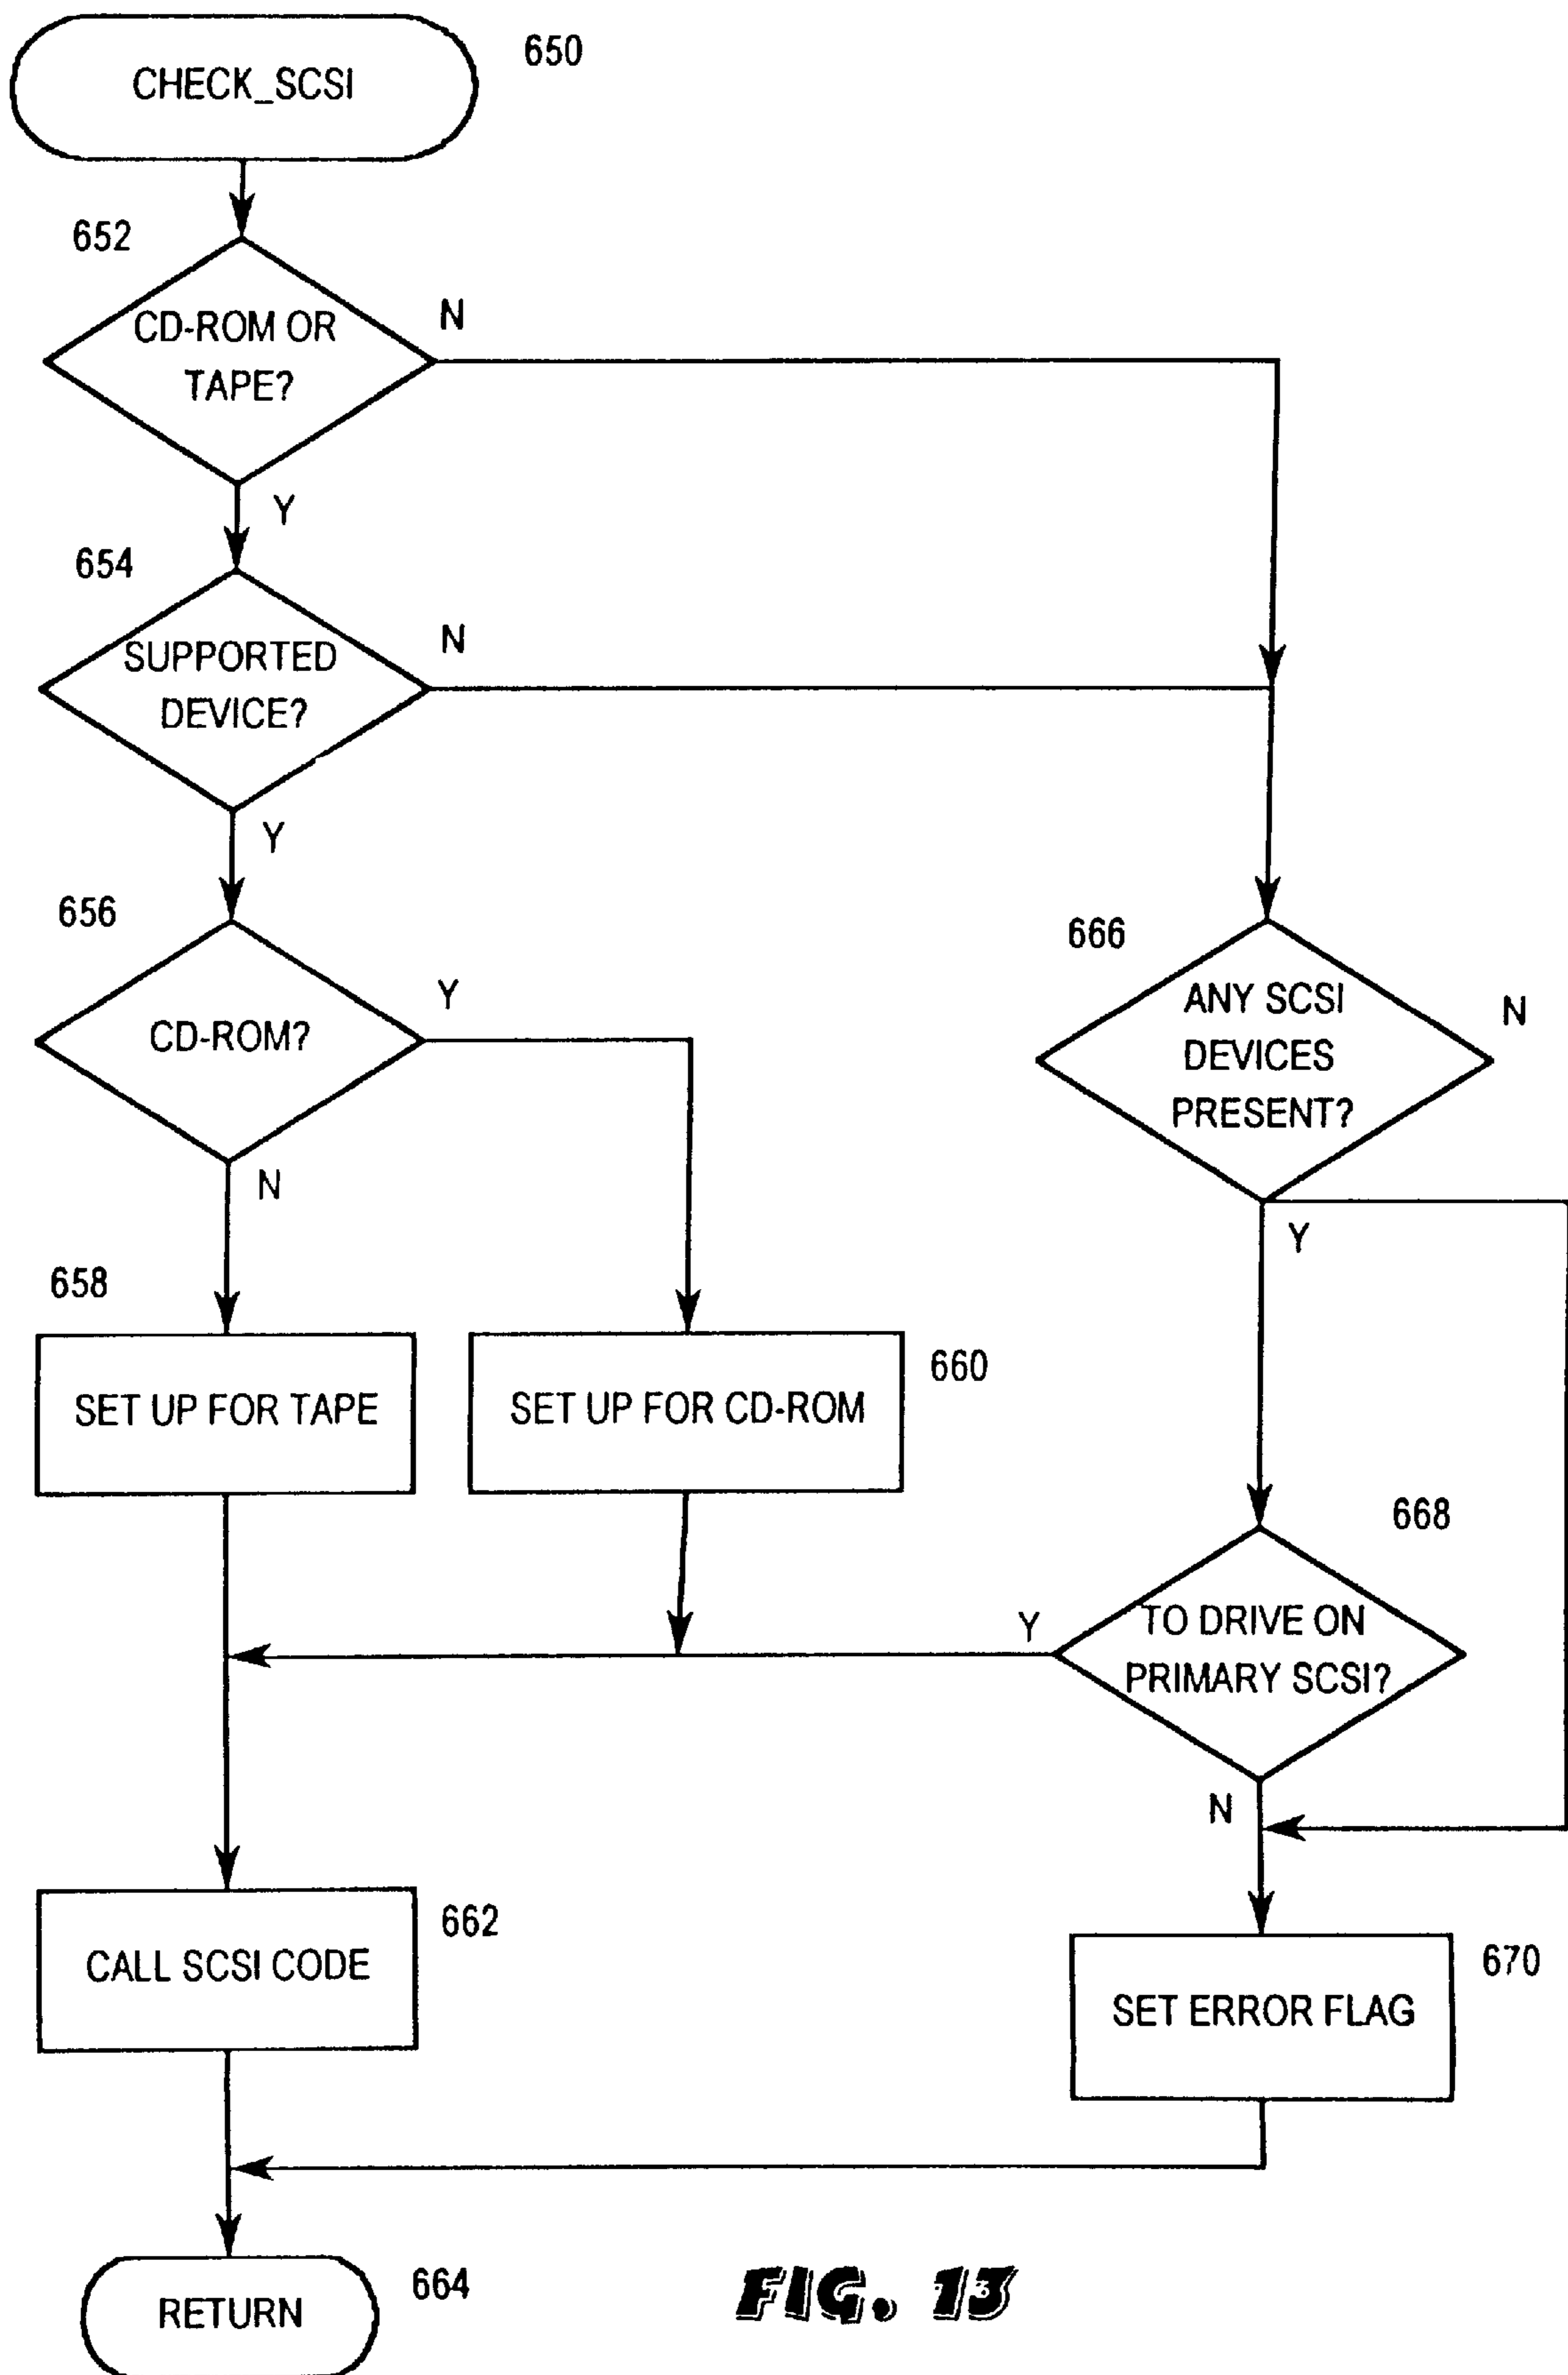 CHECK_SCSI
650
652
CD-ROM OR
TAPE?
N
Y
654
SUPPORTED
DEVICE?
N
Y
656
CD-ROM?
Y
N
666
ANY SCSI
DEVICES
PRESENT?
N
Y
658
SET UP FOR TAPE
SET UP FOR CD-ROM
660
668
TO DRIVE ON
PRIMARY SCSI?
Y
N
CALL SCSI CODE
662
SET ERROR FLAG
670
RETURN
664
FIG. 13